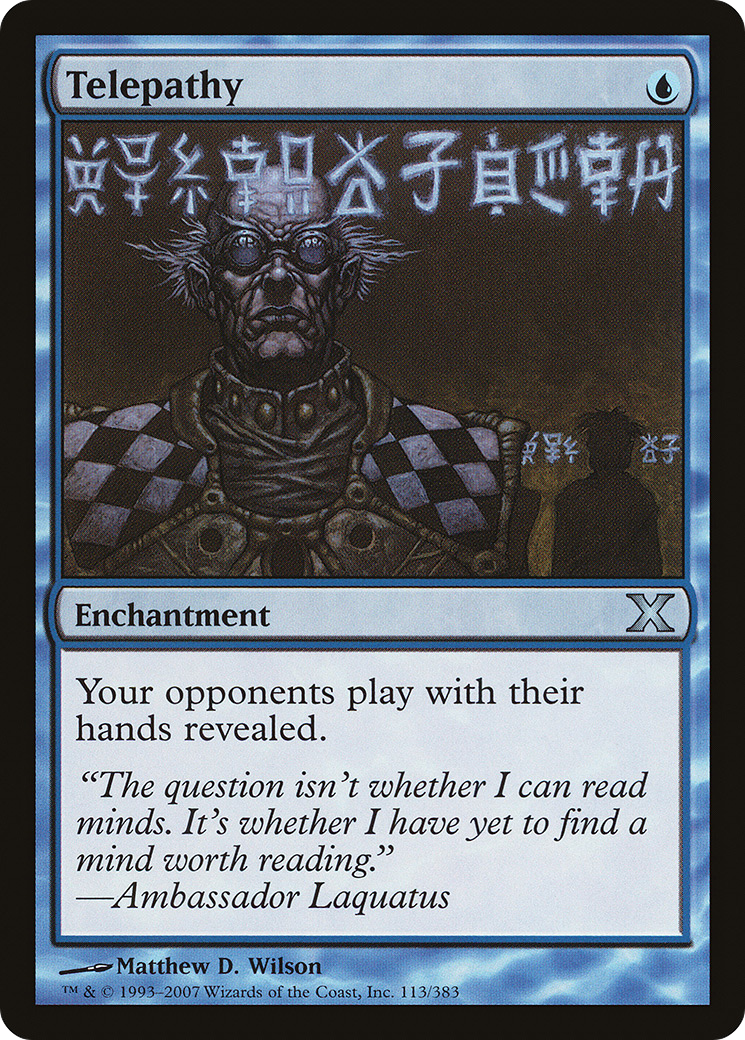 Telepathy
Enchantment
Your opponents play with their
hands revealed.
“The question isn’t whether I can read
minds. It’s whether I have yet to find a
mind worth reading.”
—Ambassador Laquatus
Matthew D. Wilson
™ & © 1993–2007 Wizards of the Coast, Inc. 113/383